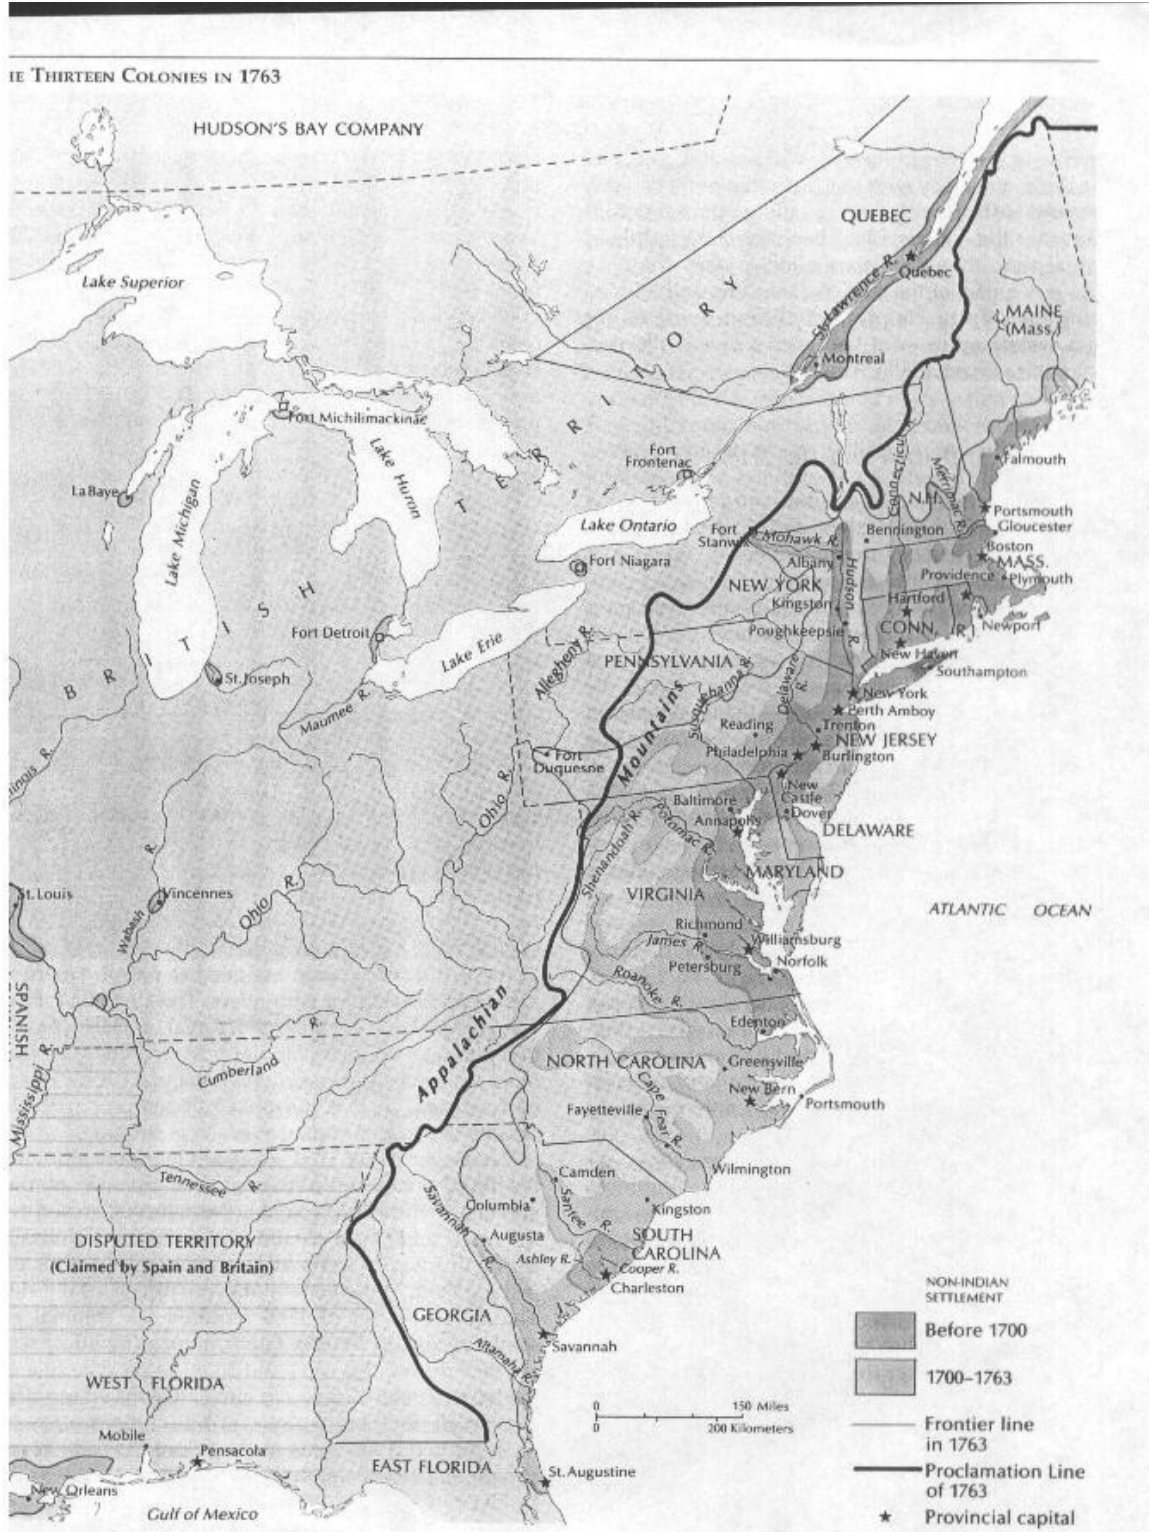 IE THIRTEEN COLONIES IN 1763
HUDSON'S BAY COMPANY
QUEBEC
Lake Superior
St. Lawrence R.
Quebec
MAINE
(Mass.)
Montreal
BRITISH TERRITORY
Fort Michilimackinac
Lake Huron
Fort
Frontenac
Connecticut
Merrimac R.
Falmouth
La Baye
Lake Michigan
N.H.
Lake Ontario
Fort
Stanwix
Mohawk R.
Bennington
Portsmouth
Gloucester
Boston
Fort Niagara
Albany
Hudson R.
MASS.
Providence
Plymouth
NEW YORK
Hartford
Kingston
Fort Detroit
Lake Erie
Allegheny R.
Poughkeepsie
CONN.
R.I.
Newport
New Haven
PENNSYLVANIA
Susquehanna R.
Delaware
R.
Southampton
St. Joseph
Maumee R.
New York
Perth Amboy
Reading
Trenton
NEW JERSEY
Philadelphia
Burlington
Fort
Duquesne
Appalachian Mountains
Ohio R.
New
Castle
Baltimore
Annapolis
Dover
DELAWARE
linois R.
Shenandoah R.
Potomac R.
MARYLAND
St. Louis
Vincennes
Wabash R.
Ohio R.
VIRGINIA
ATLANTIC OCEAN
Richmond
James R.
Williamsburg
Petersburg
Norfolk
Roanoke R.
SPANISH
Edenton
Mississippi R.
Cumberland R.
NORTH CAROLINA
Greensville
Cape Fear R.
New Bern
Portsmouth
Fayetteville
Tennessee R.
Wilmington
Camden
Savannah R.
Columbia
Santee R.
Kingston
Augusta
SOUTH
CAROLINA
DISPUTED TERRITORY
(Claimed by Spain and Britain)
Ashley R.
Cooper R.
Charleston
GEORGIA
Savannah
Altamaha R.
WEST FLORIDA
Mobile
Pensacola
EAST FLORIDA
St. Augustine
New Orleans
Gulf of Mexico
NON-INDIAN
SETTLEMENT
Before 1700
1700–1763
Frontier line
in 1763
Proclamation Line
of 1763
Provincial capital
0 150 Miles
0 200 Kilometers